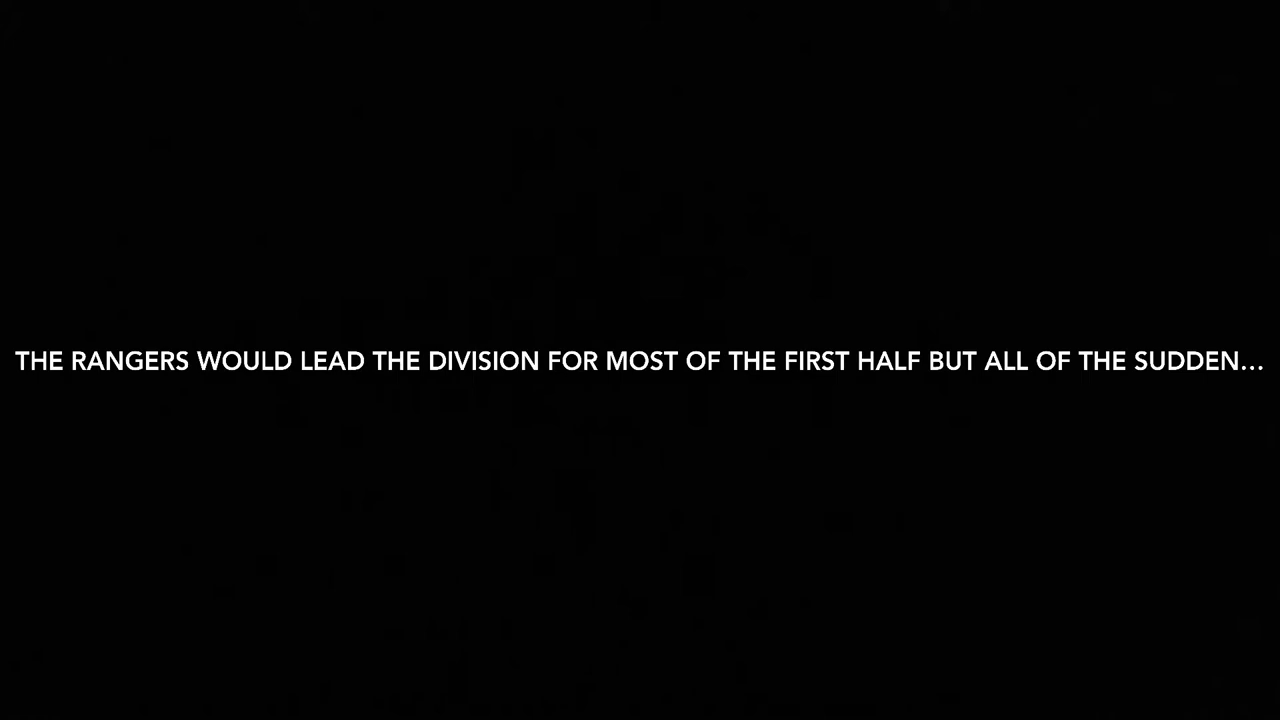 THE RANGERS WOULD LEAD THE DIVISION FOR MOST OF THE FIRST HALF BUT ALL OF THE SUDDEN...